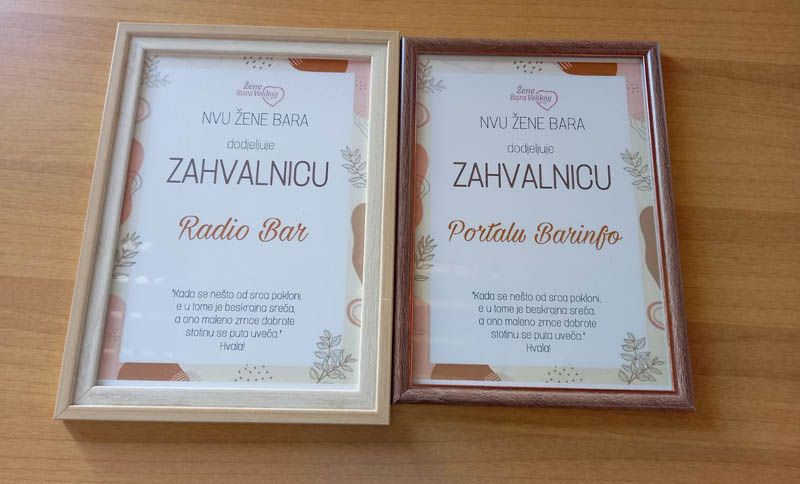 Žene
Bara Velikog
NVU ŽENE BARA
dodjeljuje
ZAHVALNICU
Radio Bar
"Kada se nešto od srca pokloni,
e u tome je beskrajna sreća,
a ono maleno zrnce dobrote
stotinu se puta uveća."
Hvala!
Žene
Bara Velikog
NVU ŽENE BARA
dodjeljuje
ZAHVALNICU
Portalu Barinfo
"Kada se nešto od srca pokloni,
e u tome je beskrajna sreća,
a ono maleno zrnce dobrote
stotinu se puta uveća."
Hvala!